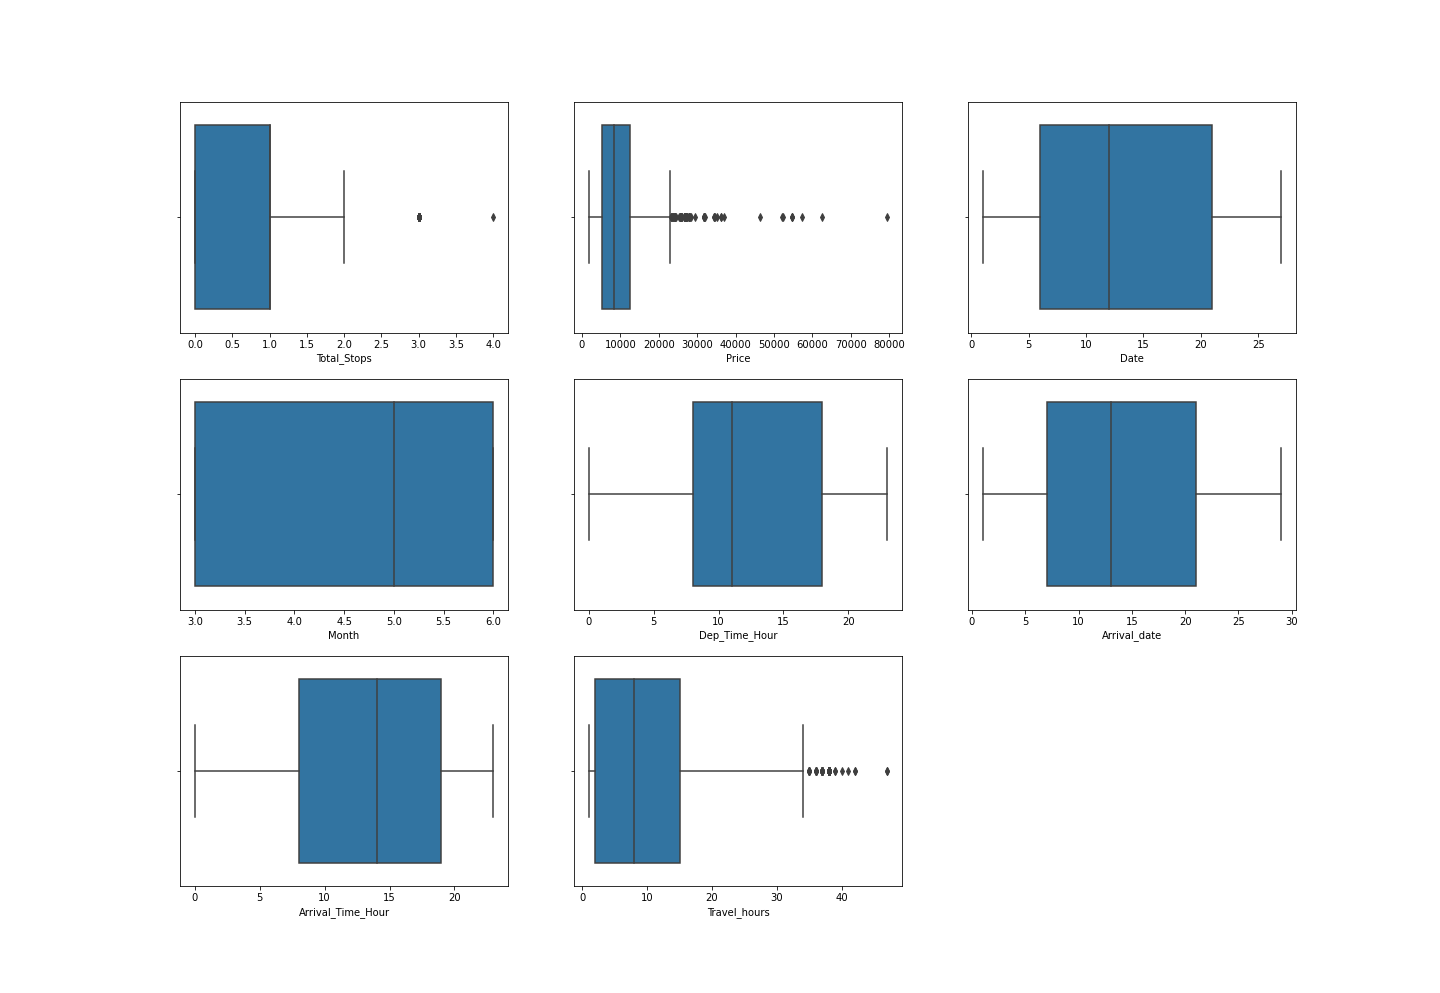 0.0 0.5 1.0 1.5 2.0 2.5 3.0 3.5 4.0
Total_Stops
0 10000 20000 30000 40000 50000 60000 70000 80000
Price
0 5 10 15 20 25
Date
3.0 3.5 4.0 4.5 5.0 5.5 6.0
Month
0 5 10 15 20
Dep_Time_Hour
0 5 10 15 20 25 30
Arrival_date
0 5 10 15 20
Arrival_Time_Hour
0 10 20 30 40
Travel_hours